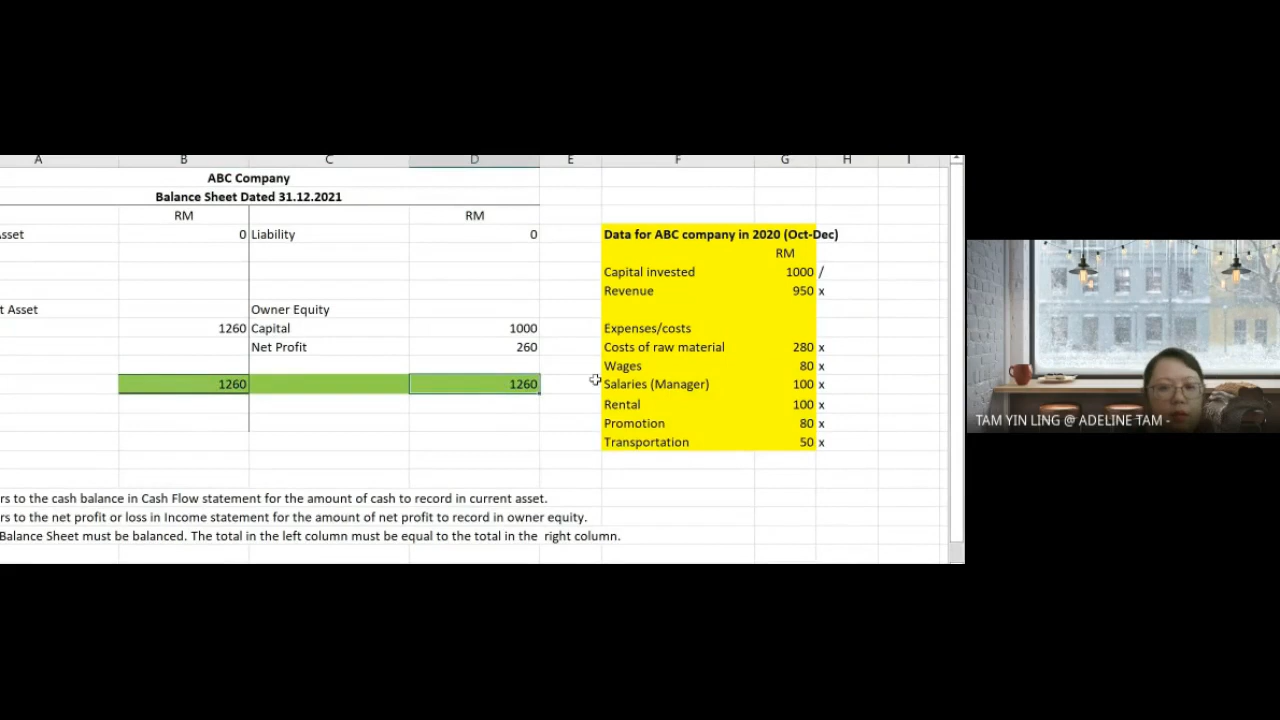 A B C D E F G H I
ABC Company
Balance Sheet Dated 31.12.2021
RM RM
Asset 0 Liability 0 Data for ABC company in 2020 (Oct-Dec)
RM
Capital invested 1000 /
Revenue 950 x
t Asset Owner Equity
1260 Capital 1000 Expenses/costs
Net Profit 260 Costs of raw material 280 x
Wages 80 x
1260 1260 Salaries (Manager) 100 x
Rental 100 x
Promotion 80 x
Transportation 50 x
rs to the cash balance in Cash Flow statement for the amount of cash to record in current asset.
rs to the net profit or loss in Income statement for the amount of net profit to record in owner equity.
Balance Sheet must be balanced. The total in the left column must be equal to the total in the right column.
TAM YIN LING @ ADELINE TAM -